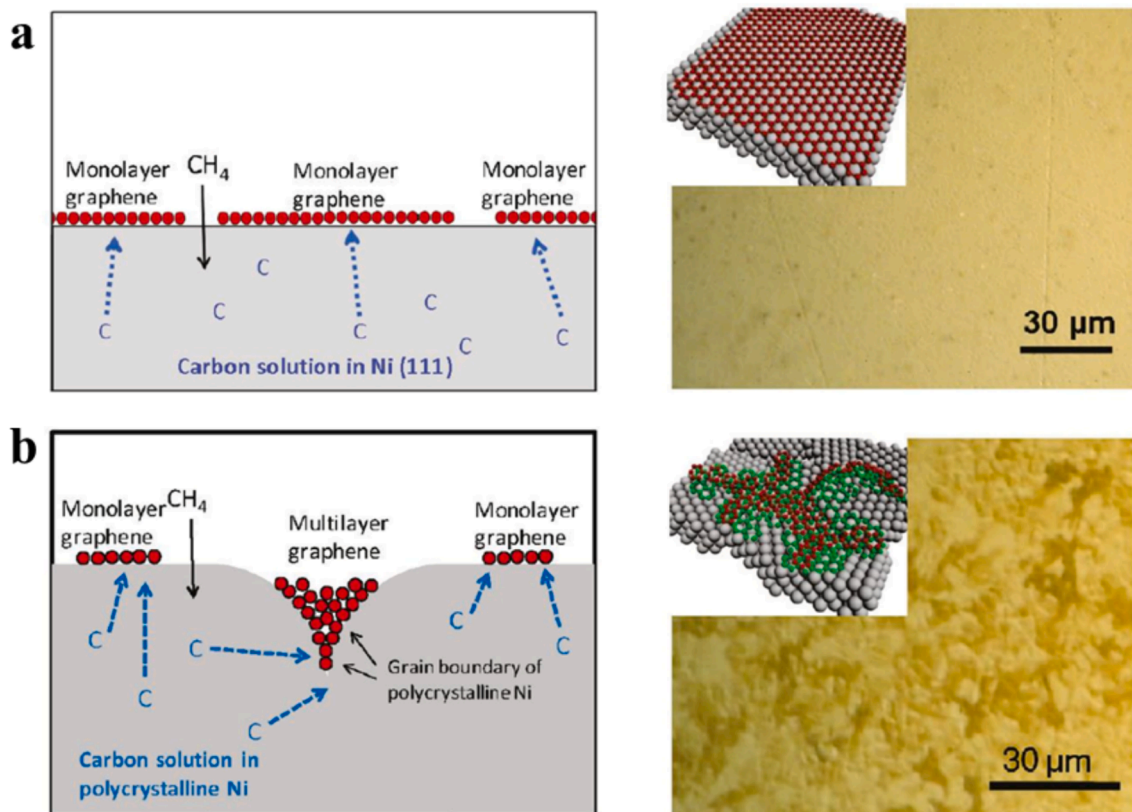 a
Monolayer
graphene
CH4
Monolayer
graphene
Monolayer
graphene
C
C
C
C
C
C
C
Carbon solution in Ni (111)
30 µm
b
Monolayer
graphene
CH4
Multilayer
graphene
Monolayer
graphene
C
C
C
C
C
C
Grain boundary of
polycrystalline Ni
Carbon solution in
polycrystalline Ni
30 µm